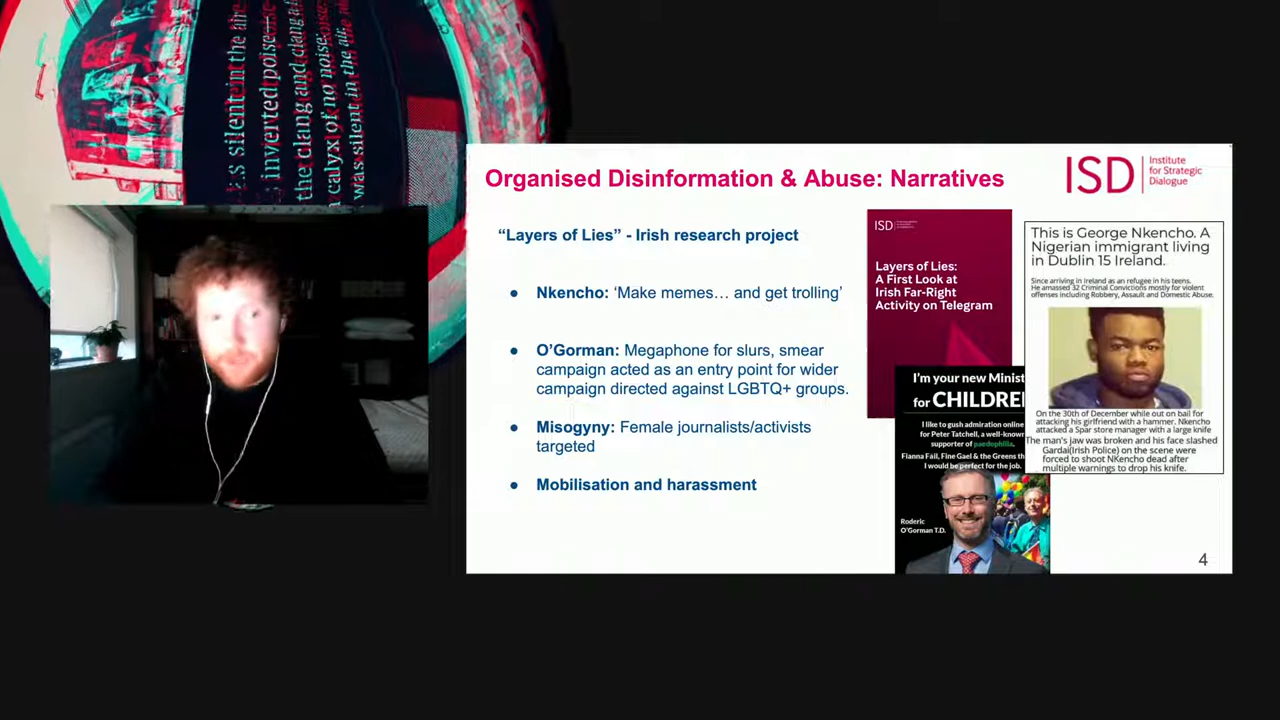 s silent in the air
inverted poise
the clang and clang a
calyx of no noise.
was silent in the air.
Organised Disinformation & Abuse: Narratives
ISD
Institute
for Strategic
Dialogue
“Layers of Lies” - Irish research project
● Nkencho: ‘Make memes… and get trolling’
● O’Gorman: Megaphone for slurs, smear
campaign acted as an entry point for wider
campaign directed against LGBTQ+ groups.
● Misogyny: Female journalists/activists
targeted
● Mobilisation and harassment
ISD
Layers of Lies:
A First Look at
Irish Far-Right
Activity on Telegram
I'm your new Minist
for CHILDRE
I like to gush admiration online
for Peter Tatchell, a well-known
supporter of paedophilia.
Fianna Fail, Fine Gael & the Greens th
I would be perfect for the job.
Roderic
O'Gorman T.D.
This is George Nkencho. A
Nigerian immigrant living
in Dublin 15 Ireland.
Since arriving in Ireland as an refugee in his teens.
He amassed 32 Criminal Convictions mostly for violent
offenses including Robbery, Assault and Domestic Abuse.
On the 30th of December while out on bail for
attacking his girlfriend with a hammer. Nkencho
attacked a Spar store manager with a large knife
The man's jaw was broken and his face slashed
Gardai(Irish Police) on the scene were
forced to shoot NKencho dead after
multiple warnings to drop his knife.
4